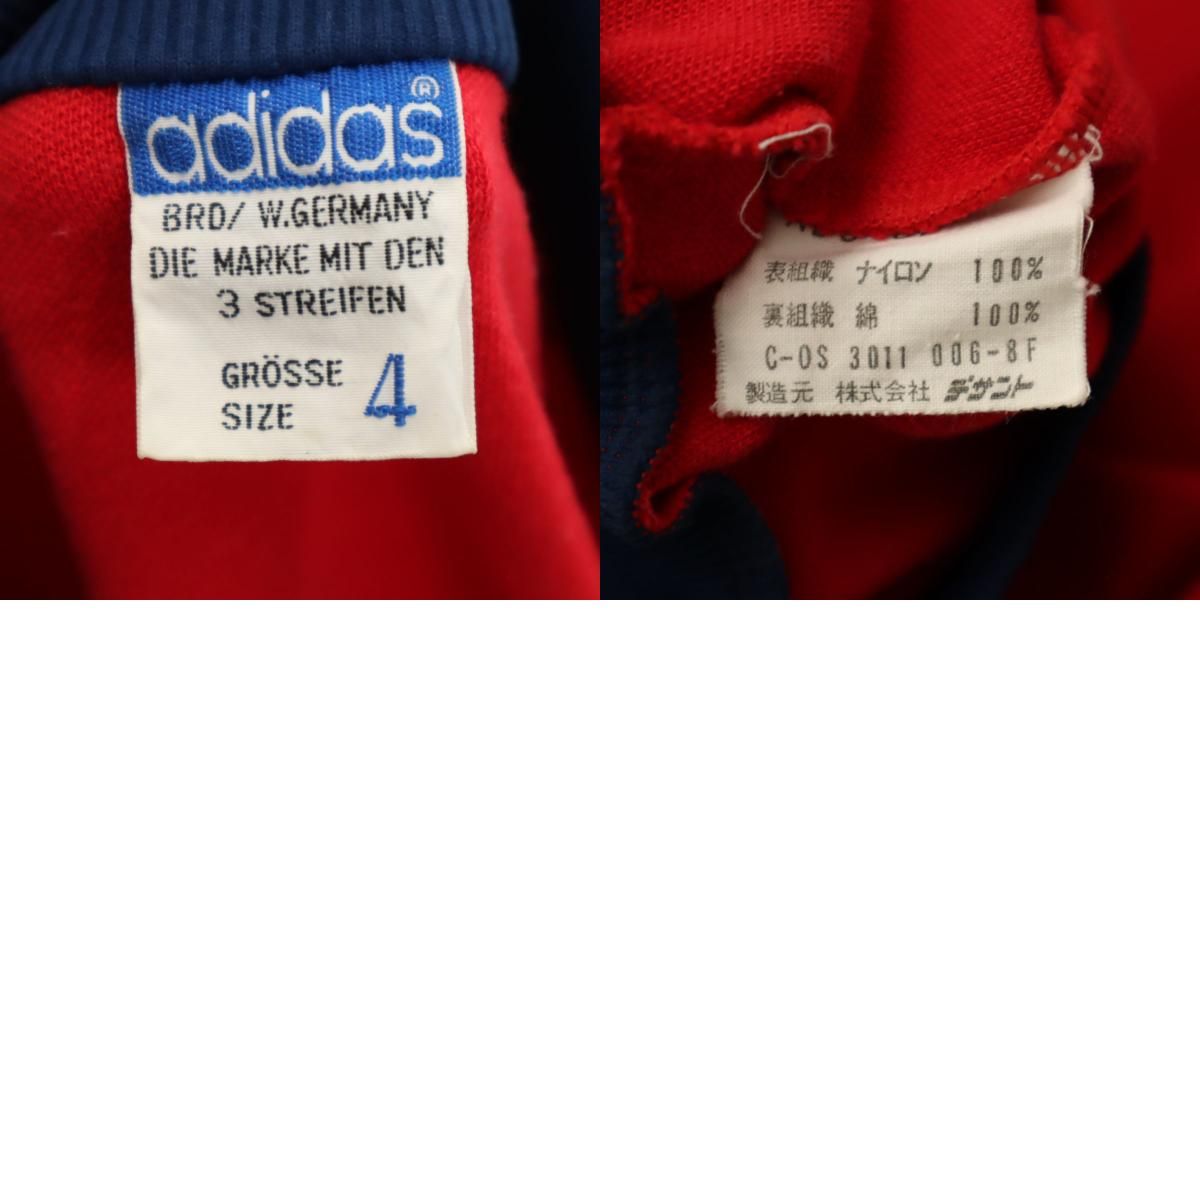 adidas®
BRD/ W.GERMANY
DIE MARKE MIT DEN
3 STREIFEN
GRÖSSE
SIZE 4
表組織 ナイロン 100%
裏組織 綿 100%
C-OS 3011 006-8F
製造元 株式会社 デサント